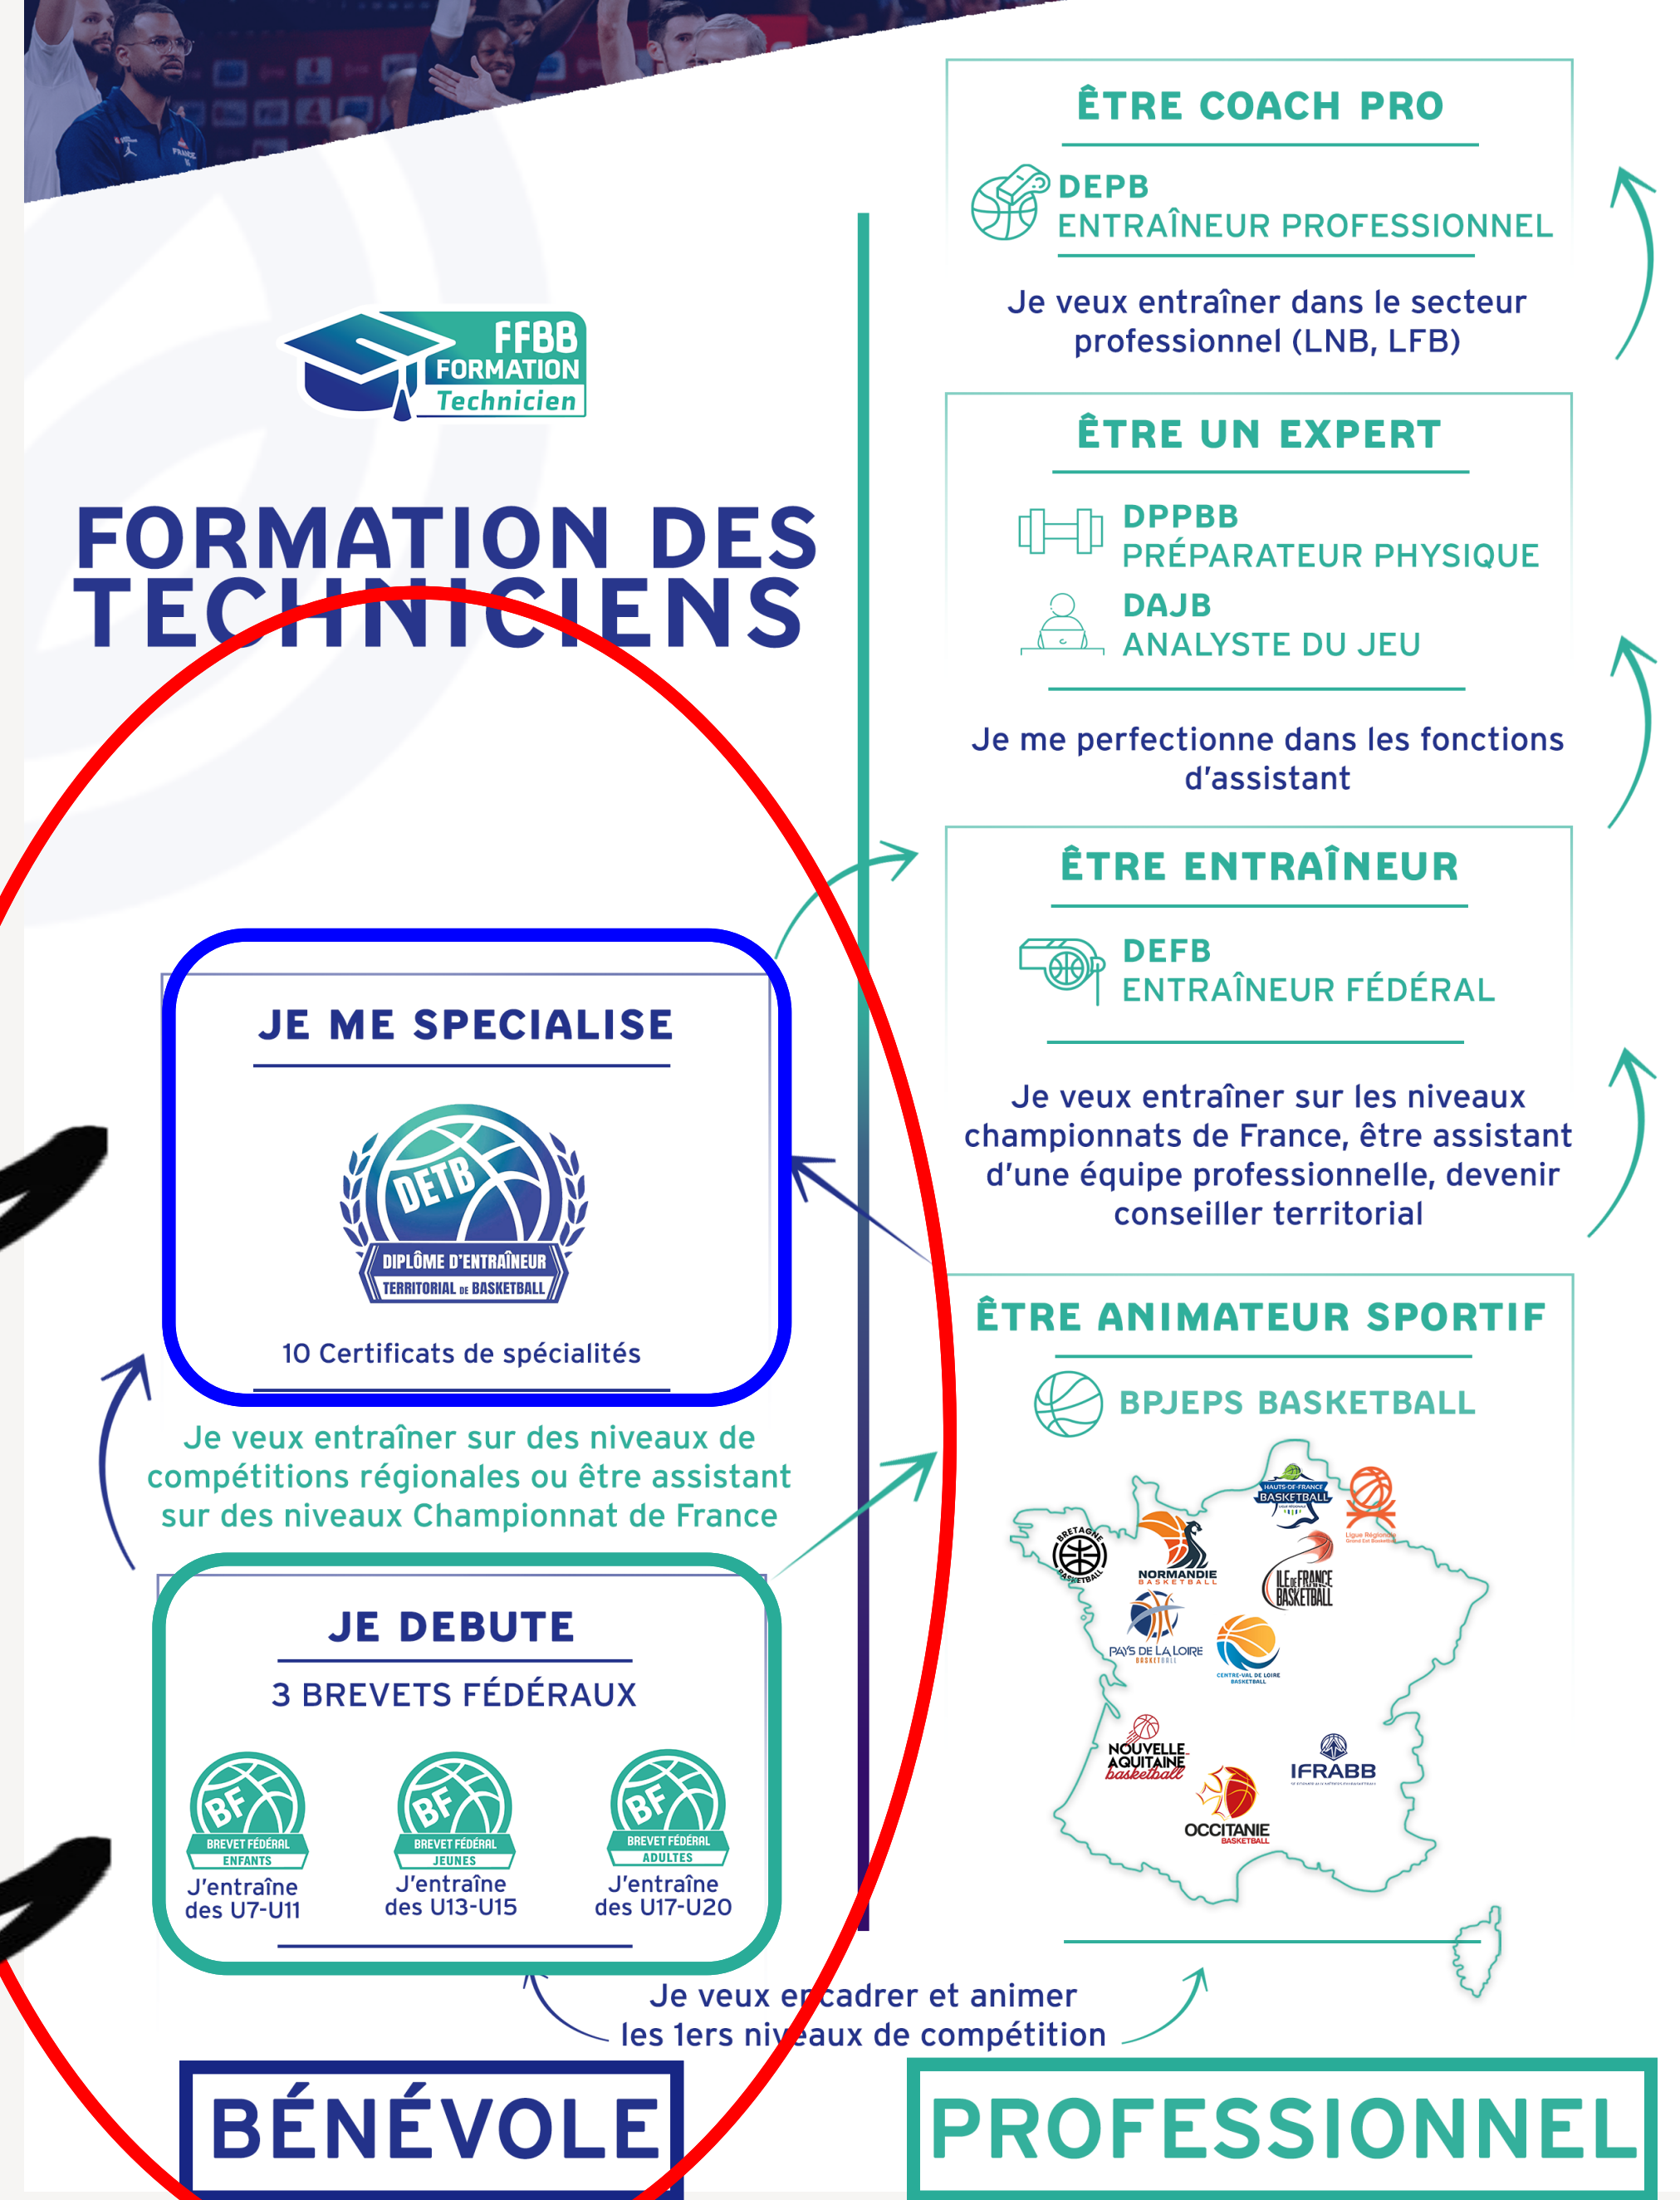 FFBB
FORMATION
Technicien
FORMATION DES
TECHNICIENS
JE ME SPECIALISE
DETB
DIPLÔME D'ENTRAÎNEUR
TERRITORIAL DE BASKETBALL
10 Certificats de spécialités
Je veux entraîner sur des niveaux de
compétitions régionales ou être assistant
sur des niveaux Championnat de France
JE DEBUTE
3 BREVETS FÉDÉRAUX
BF
BREVET FÉDÉRAL
ENFANTS
J'entraîne
des U7-U11
BF
BREVET FÉDÉRAL
JEUNES
J'entraîne
des U13-U15
BF
BREVET FÉDÉRAL
ADULTES
J'entraîne
des U17-U20
Je veux encadrer et animer
les 1ers niveaux de compétition
BÉNÉVOLE
ÊTRE COACH PRO
DEPB
ENTRAÎNEUR PROFESSIONNEL
Je veux entraîner dans le secteur
professionnel (LNB, LFB)
ÊTRE UN EXPERT
DPPBB
PRÉPARATEUR PHYSIQUE
DAJB
ANALYSTE DU JEU
Je me perfectionne dans les fonctions
d'assistant
ÊTRE ENTRAÎNEUR
DEFB
ENTRAÎNEUR FÉDÉRAL
Je veux entraîner sur les niveaux
championnats de France, être assistant
d'une équipe professionnelle, devenir
conseiller territorial
ÊTRE ANIMATEUR SPORTIF
BPJEPS BASKETBALL
HAUTS-DE-FRANCE
BASKETBALL
Ligue Régionale
Grand Est Basketball
BRETAGNE
BASKETBALL
NORMANDIE
BASKETBALL
ILE DE FRANCE
BASKETBALL
PAYS DE LA LOIRE
BASKETBALL
CENTRE-VAL DE LOIRE
BASKETBALL
NOUVELLE
AQUITAINE
basketball
IFRABB
OCCITANIE
BASKETBALL
PROFESSIONNEL